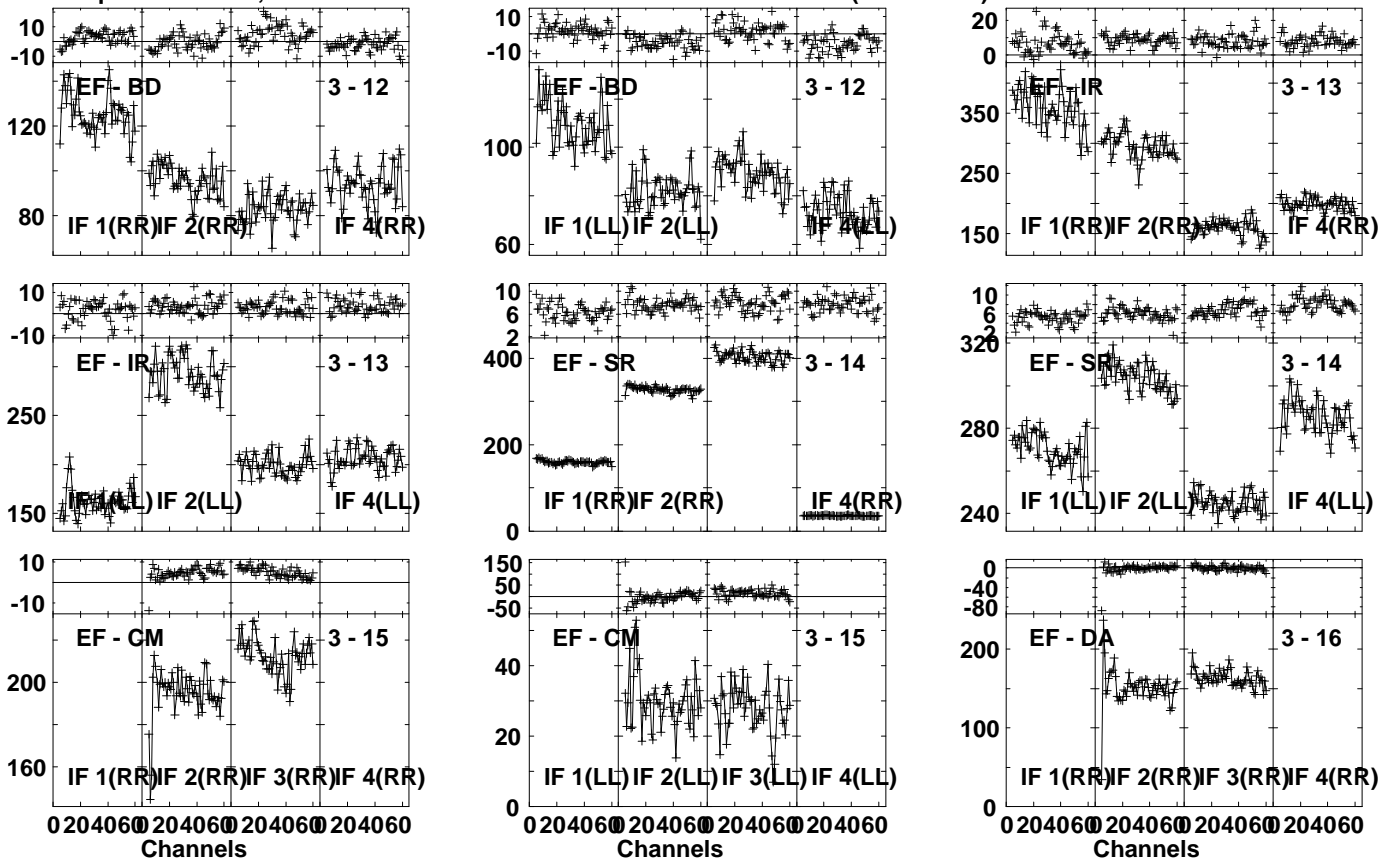 10
-10
120
80
EF - BD 3 - 12
IF 1(RR) IF 2(RR) IF 4(RR)
10
-10
100
60
EF - BD 3 - 12
IF 1(LL) IF 2(LL) IF 4(LL)
20
0
350
250
150
EF - IR 3 - 13
IF 1(RR) IF 2(RR) IF 4(RR)
10
-10
250
150
EF - IR 3 - 13
IF 1(LL) IF 2(LL) IF 4(LL)
10
6
2
400
200
0
EF - SR 3 - 14
IF 1(RR) IF 2(RR) IF 4(RR)
10
6
2
320
280
240
EF - SR 3 - 14
IF 1(LL) IF 2(LL) IF 4(LL)
10
-10
200
160
EF - CM 3 - 15
IF 1(RR) IF 2(RR) IF 3(RR) IF 4(RR)
0 204060 0 204060 0 204060 0 204060
Channels
150
50
-50
40
20
0
EF - CM 3 - 15
IF 1(LL) IF 2(LL) IF 3(LL) IF 4(LL)
0 204060 0 204060 0 204060 0 204060
Channels
0
-40
-80
200
100
0
EF - DA 3 - 16
IF 1(RR) IF 2(RR) IF 3(RR) IF 4(RR)
0 204060 0 204060 0 204060 0 204060
Channels